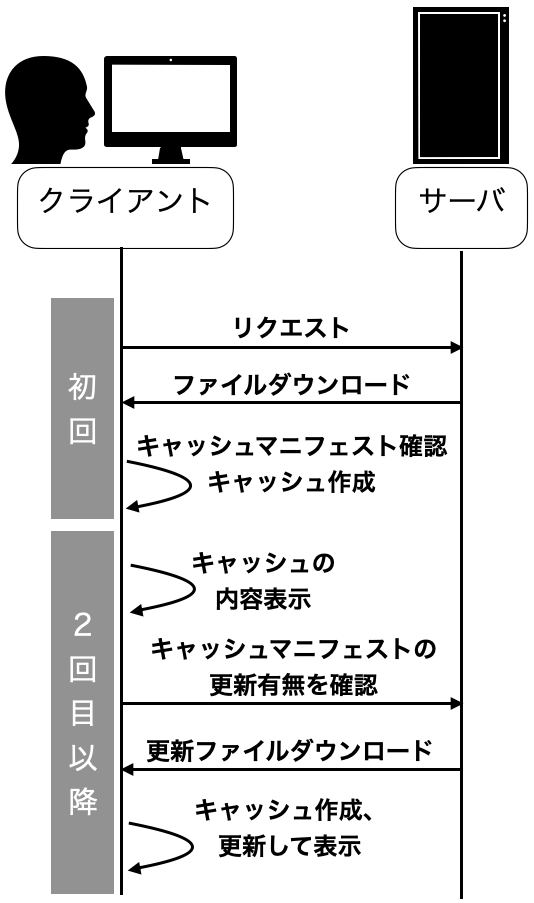 クライアント
サーバ
初回
リクエスト
ファイルダウンロード
キャッシュマニフェスト確認
キャッシュ作成
2回目以降
キャッシュの
内容表示
キャッシュマニフェストの
更新有無を確認
更新ファイルダウンロード
キャッシュ作成、
更新して表示